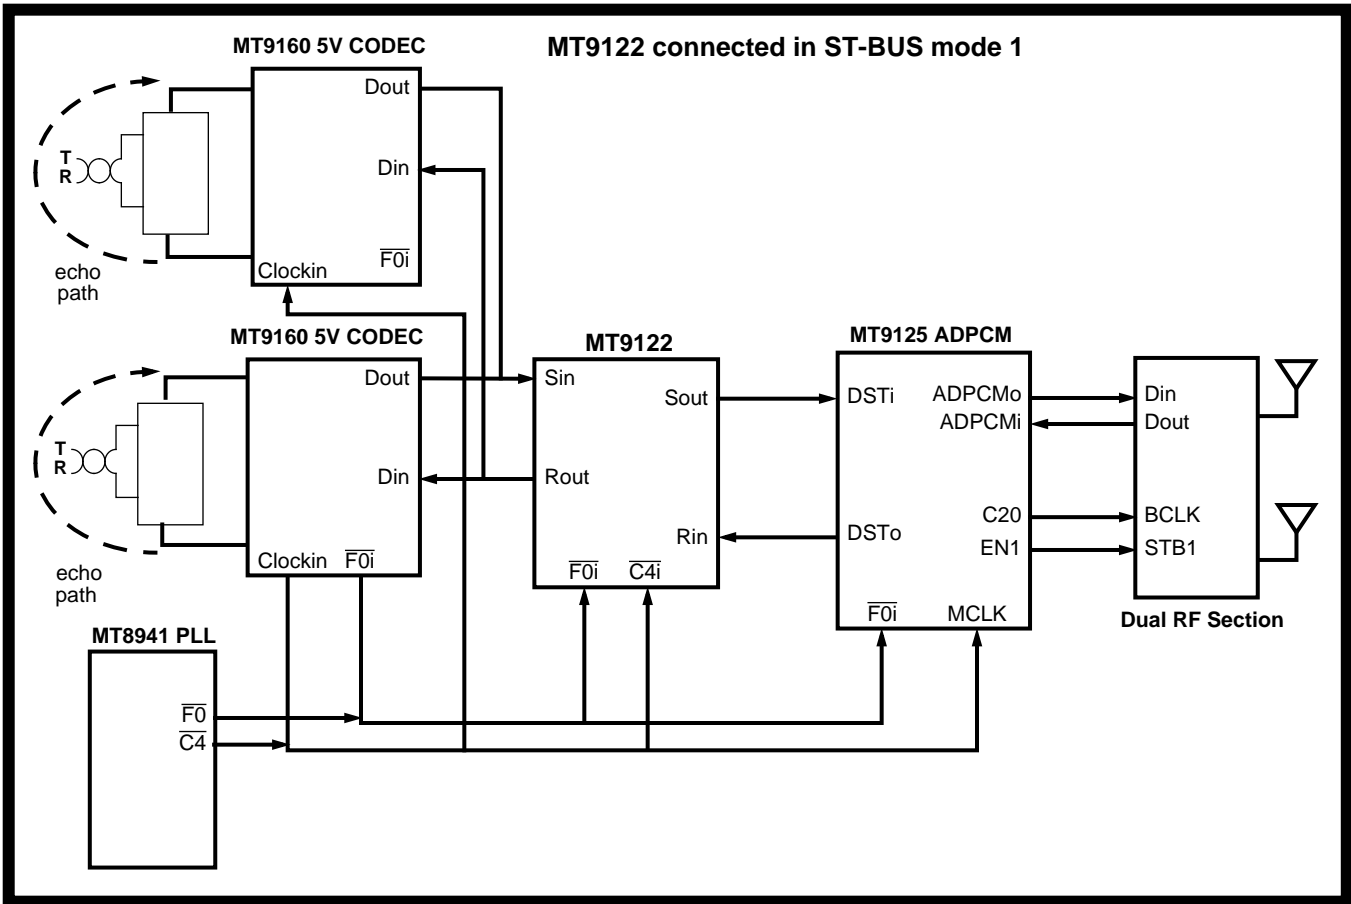 MT9160 5V CODEC
MT9122 connected in ST-BUS mode 1
Dout
Din
F0i
Clockin
T
R
echo
path
MT9160 5V CODEC
Dout
Din
Clockin
F0i
T
R
echo
path
MT9122
Sin
Sout
Rout
Rin
F0i
C4i
MT9125 ADPCM
DSTi
ADPCMo
ADPCMi
C20
DSTo
EN1
F0i
MCLK
Din
Dout
BCLK
STB1
Dual RF Section
MT8941 PLL
F0
C4